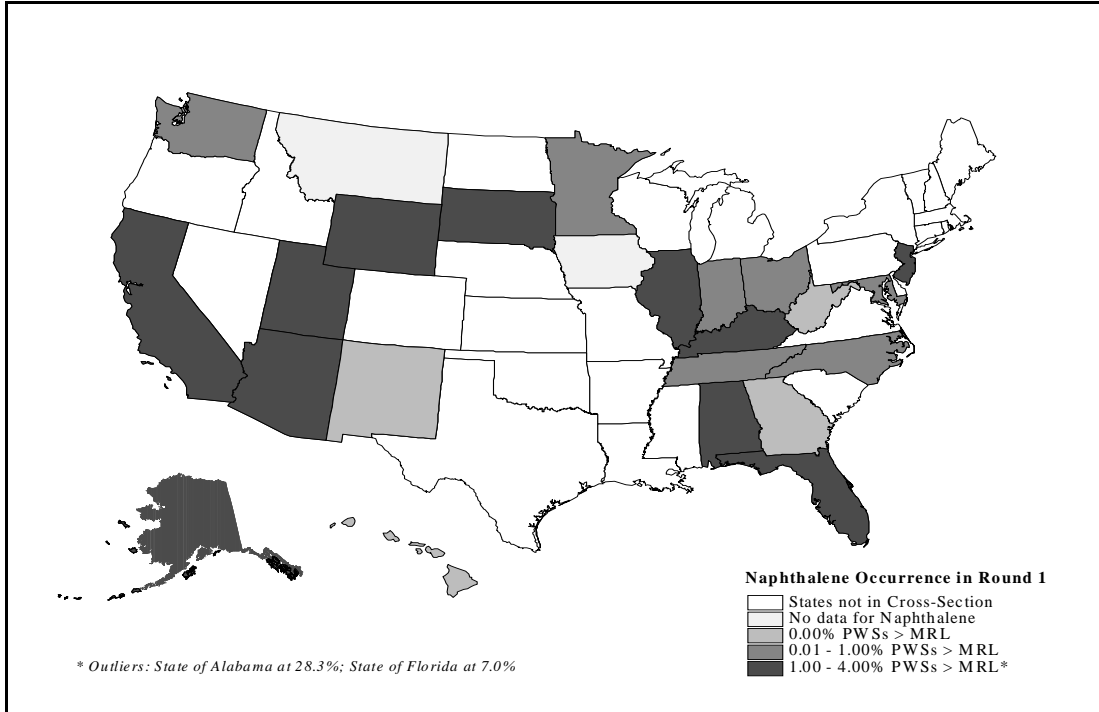 Naphthalene Occurrence in Round 1
States not in Cross-Section
No data for Naphthalene
0.00% PWSs > MRL
0.01 - 1.00% PWSs > MRL
1.00 - 4.00% PWSs > MRL*
* Outliers: State of Alabama at 28.3%; State of Florida at 7.0%